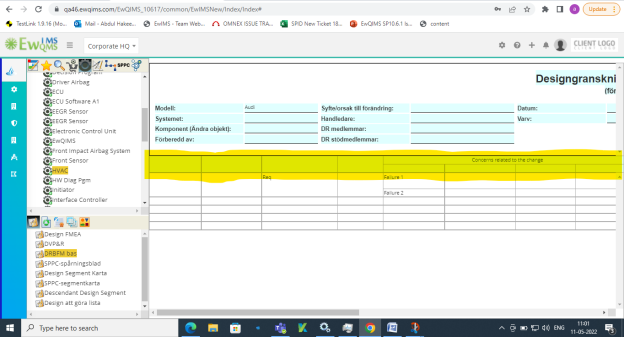 qa46.ewqims.com/EwQIMS_10617/common/EwIMSNew/Index/Index#
Update
TestLink 1.9.16 (Mo...
Mail - Abdul Hakee...
EwIMS - Team Web...
OMNEX ISSUE TRA...
SPID New Ticket 18...
EwQIMS SP10.6.1 Is...
content
EwIMS
QMS
Corporate HQ
CLIENT LOGO
SPPC
Decision Program
Driver Airbag
ECU
ECU Software A1
EEGR Sensor
EEGR Sensor
Electronic Control Unit
EwQIMS
Front Impact Airbag System
Front Sensor
HVAC
HW Diag Pgm
Initiator
Interface Controller
Designgranskni
(för
Modell: Audi Syfte/orsak till förändring: Datum:
Systemet: Handledare: Varv:
Komponent (Ändra objekt): DR medlemmar:
Förberedd av: DR stödmedlemmar:
Concerns related to the change
Req Failure 1
Failure 2
Design FMEA
DVP&R
DRBFM bas
SPPC-spårningsblad
Design Segment Karta
SPPC-segmentkarta
Descendant Design Segment
Design att göra lista
Type here to search
ENG
11:01
11-05-2022